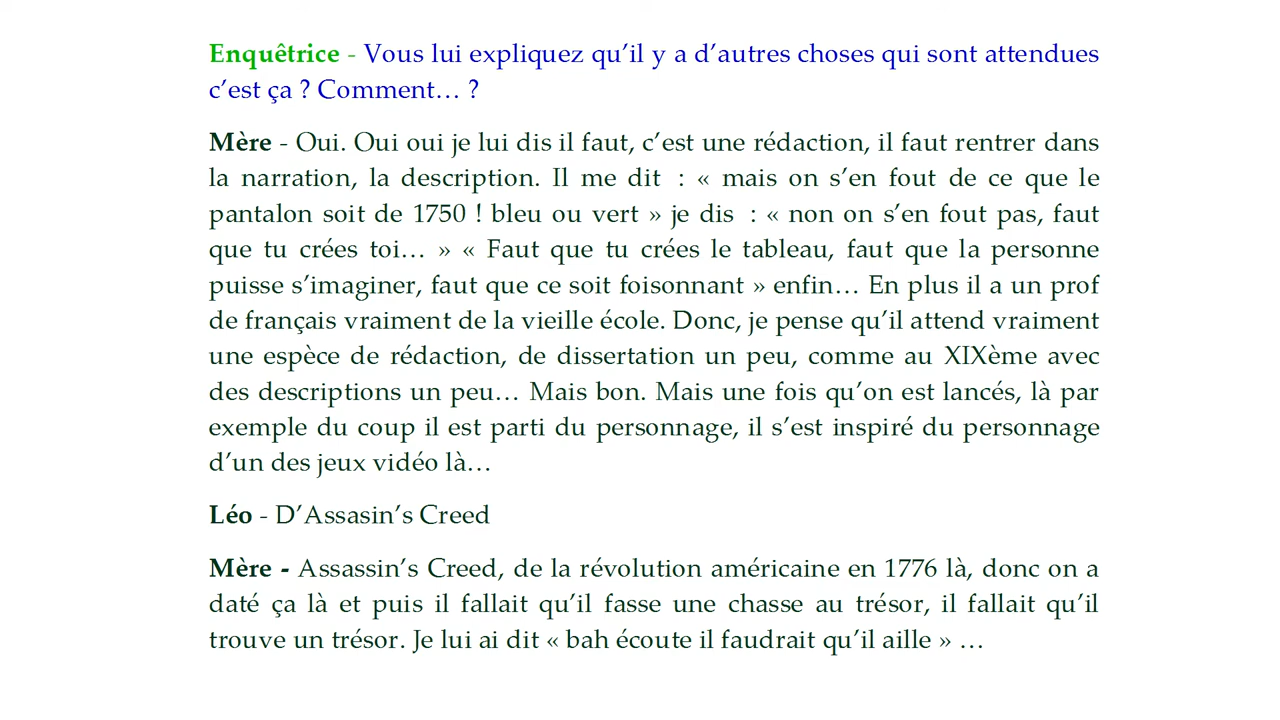 Enquêtrice - Vous lui expliquez qu’il y a d’autres choses qui sont attendues
c’est ça ? Comment… ?
Mère - Oui. Oui oui je lui dis il faut, c’est une rédaction, il faut rentrer dans
la narration, la description. Il me dit : « mais on s’en fout de ce que le
pantalon soit de 1750 ! bleu ou vert » je dis : « non on s’en fout pas, faut
que tu crées toi… » « Faut que tu crées le tableau, faut que la personne
puisse s’imaginer, faut que ce soit foisonnant » enfin… En plus il a un prof
de français vraiment de la vieille école. Donc, je pense qu’il attend vraiment
une espèce de rédaction, de dissertation un peu, comme au XIXème avec
des descriptions un peu… Mais bon. Mais une fois qu’on est lancés, là par
exemple du coup il est parti du personnage, il s’est inspiré du personnage
d’un des jeux vidéo là…
Léo - D’Assasin’s Creed
Mère - Assassin’s Creed, de la révolution américaine en 1776 là, donc on a
daté ça là et puis il fallait qu’il fasse une chasse au trésor, il fallait qu’il
trouve un trésor. Je lui ai dit « bah écoute il faudrait qu’il aille » …